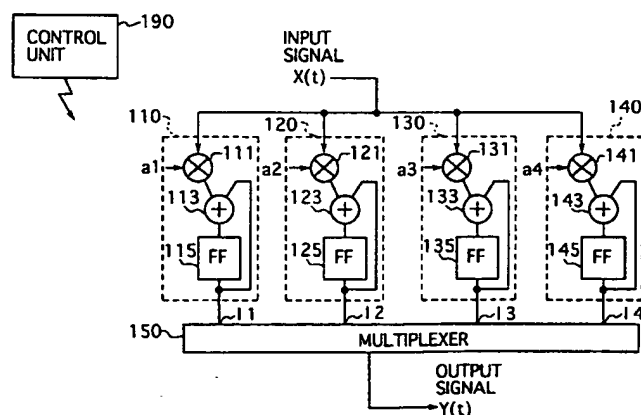 CONTROL
UNIT
190
INPUT
SIGNAL
X(t)
110
120
130
140
a1
111
a2
121
a3
131
a4
141
113
123
133
143
115
FF
125
FF
135
FF
145
FF
11
12
13
14
150
MULTIPLEXER
OUTPUT
SIGNAL
Y(t)